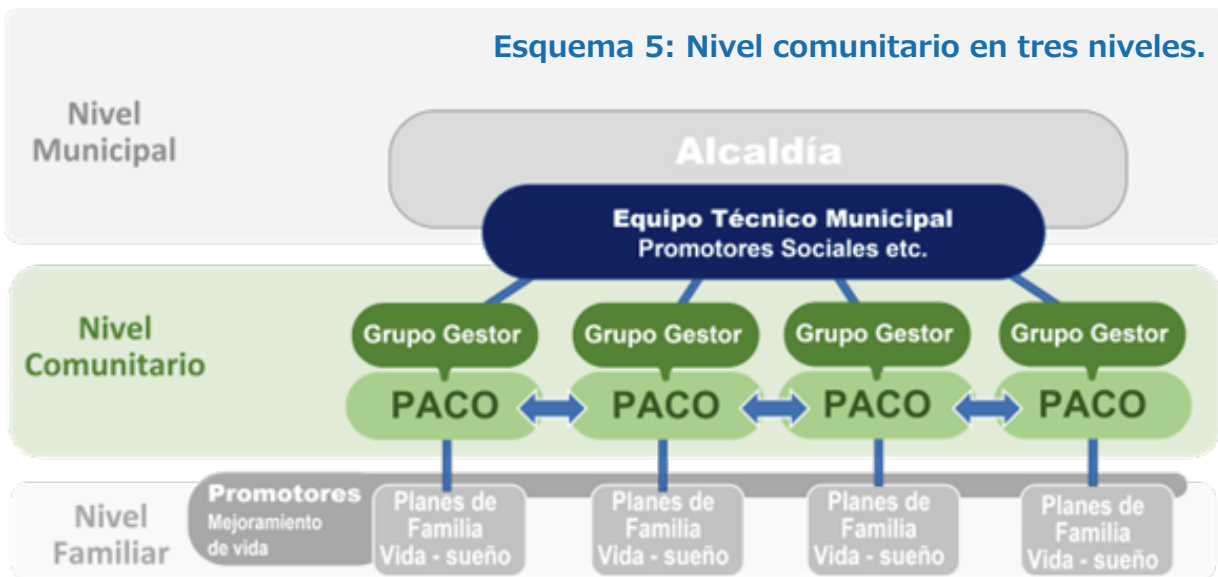 Esquema 5: Nivel comunitario en tres niveles.
Nivel
Municipal
Alcaldía
Equipo Técnico Municipal
Promotores Sociales etc.
Nivel
Comunitario
Grupo Gestor
Grupo Gestor
Grupo Gestor
Grupo Gestor
PACO
PACO
PACO
PACO
Nivel
Familiar
Promotores
Mejoramiento
de vida
Planes de
Familia
Vida - sueño
Planes de
Familia
Vida - sueño
Planes de
Familia
Vida - sueño
Planes de
Familia
Vida - sueño